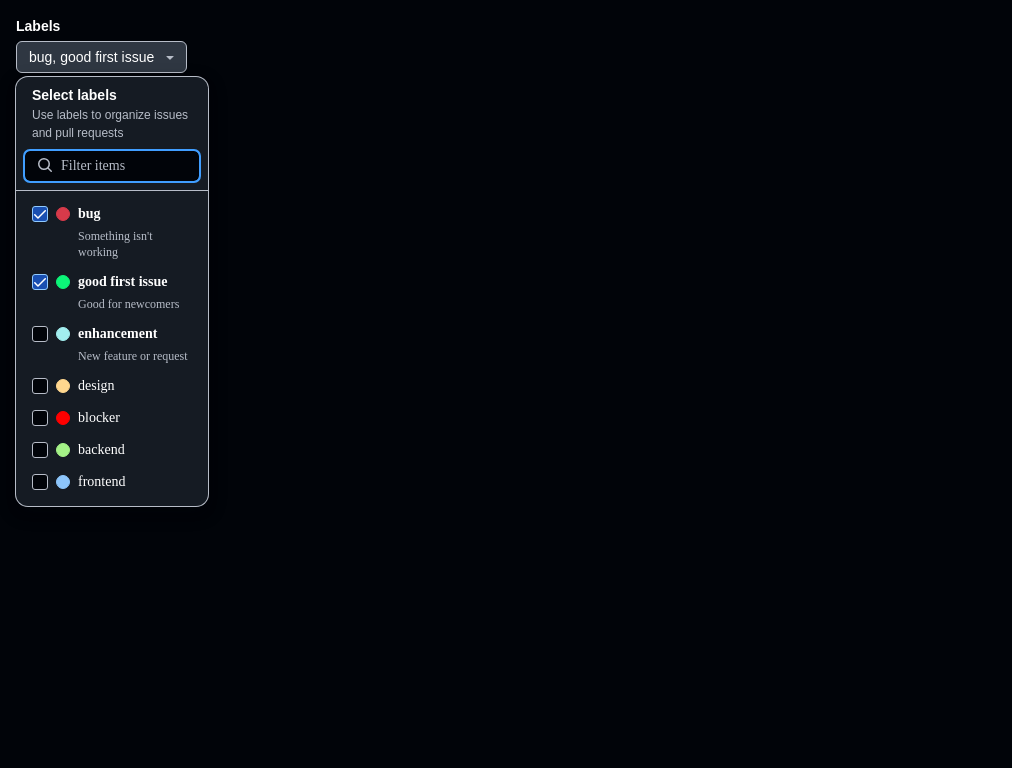 Labels
bug, good first issue
Select labels
Use labels to organize issues
and pull requests
Filter items
bug
Something isn't
working
good first issue
Good for newcomers
enhancement
New feature or request
design
blocker
backend
frontend